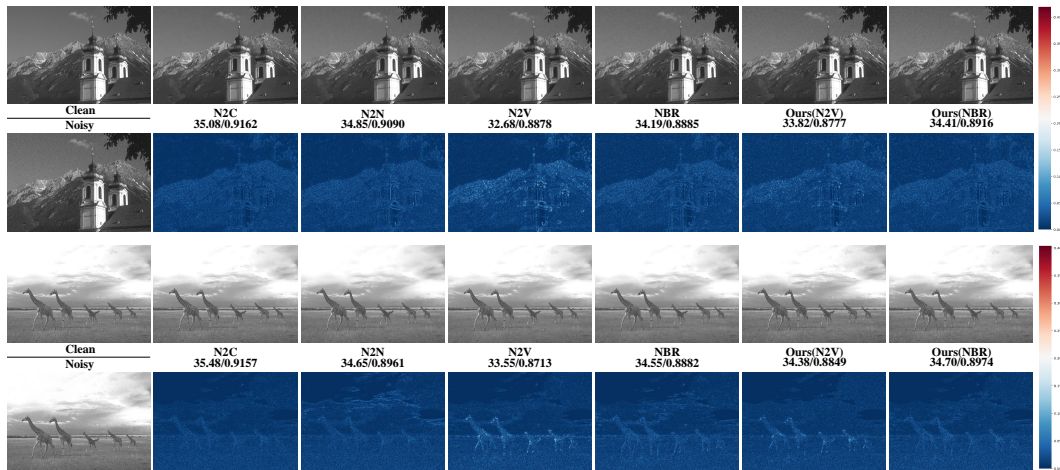 Clean
Noisy
N2C
35.08/0.9162
N2N
34.85/0.9090
N2V
32.68/0.8878
NBR
34.19/0.8885
Ours(N2V)
33.82/0.8777
Ours(NBR)
34.41/0.8916
Clean
Noisy
N2C
35.48/0.9157
N2N
34.65/0.8961
N2V
33.55/0.8713
NBR
34.55/0.8882
Ours(N2V)
34.38/0.8849
Ours(NBR)
34.70/0.8974